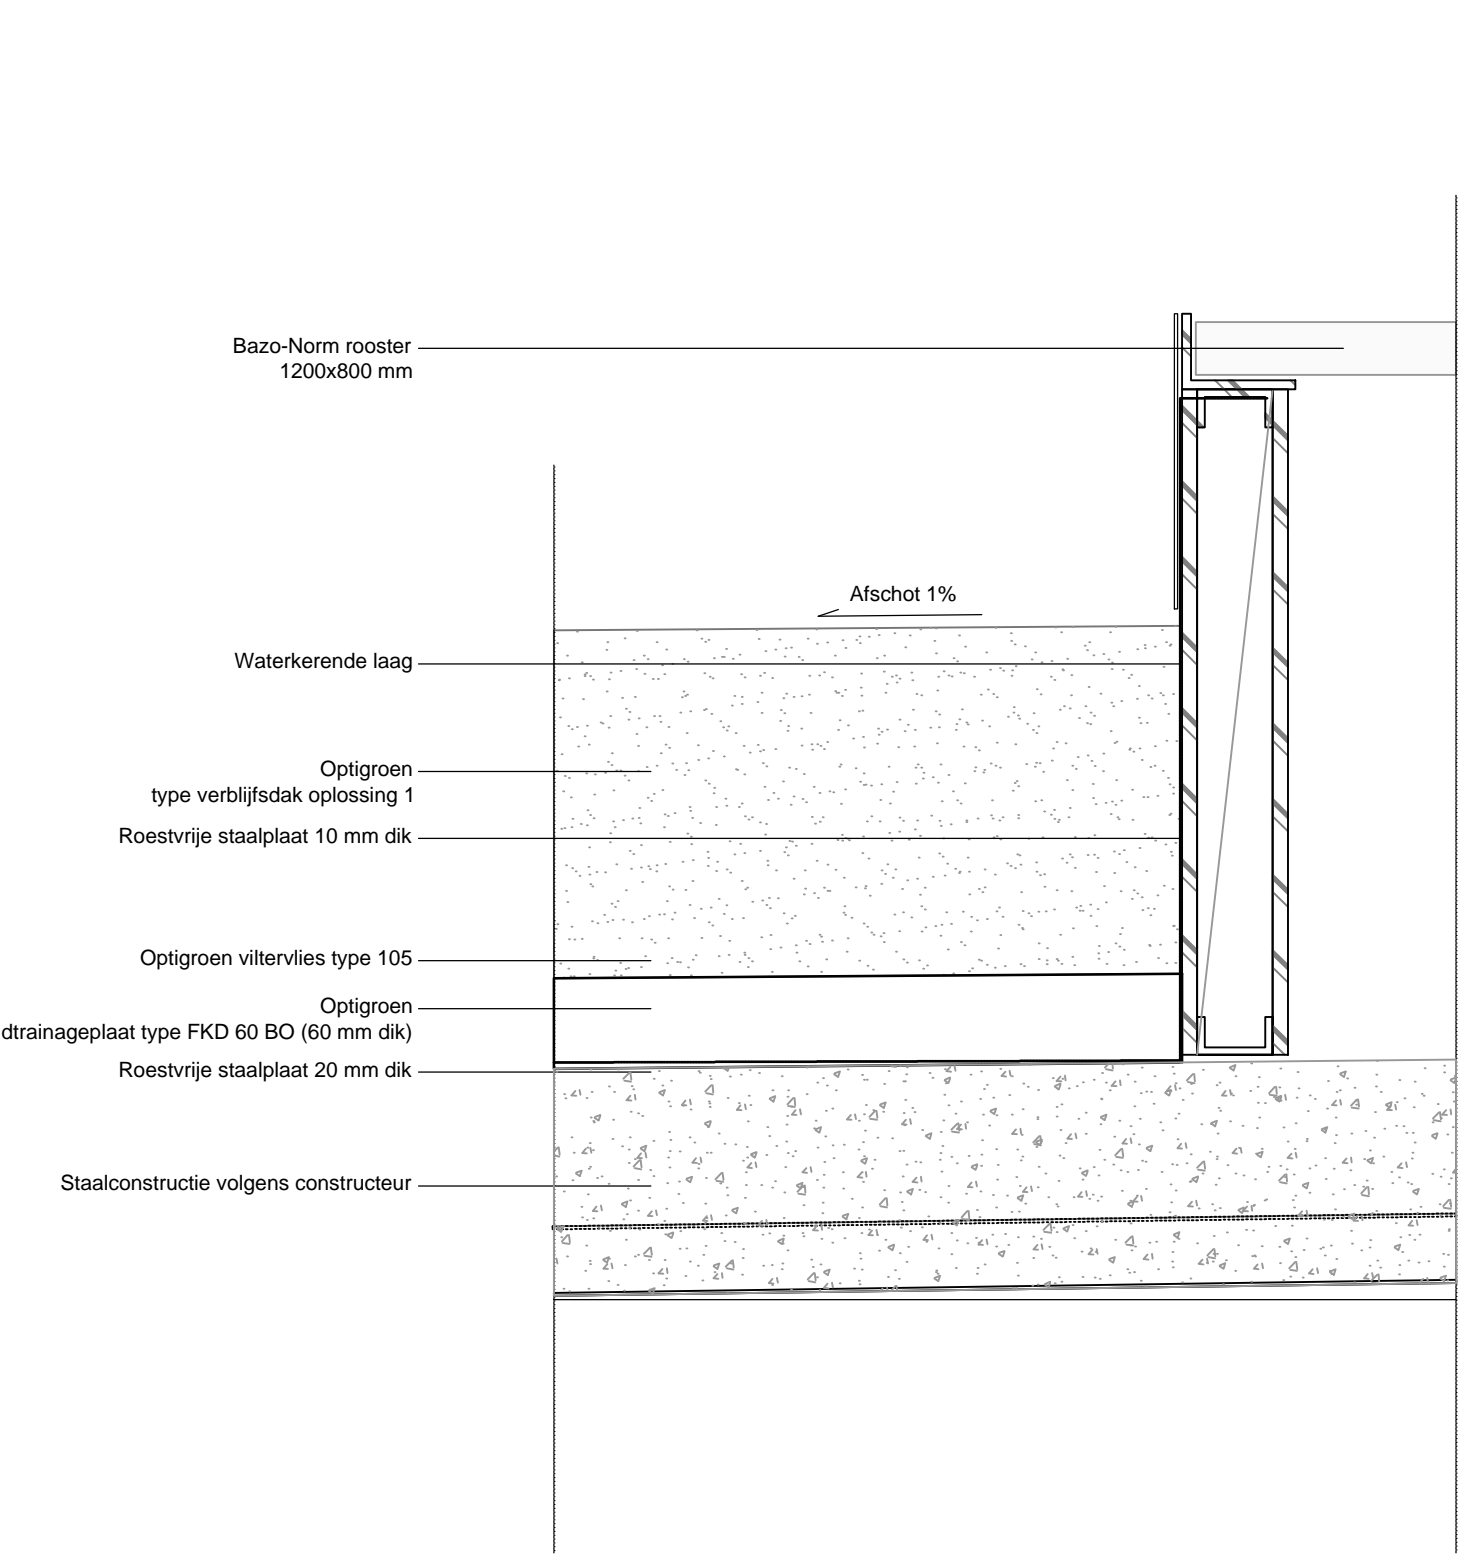 Bazo-Norm rooster
1200x800 mm
Afschot 1%
Waterkerende laag
Optigroen
type verblijfsdak oplossing 1
Roestvrije staalplaat 10 mm dik
Optigroen viltervlies type 105
Optigroen
dtrainageplaat type FKD 60 BO (60 mm dik)
Roestvrije staalplaat 20 mm dik
Staalconstructie volgens constructeur